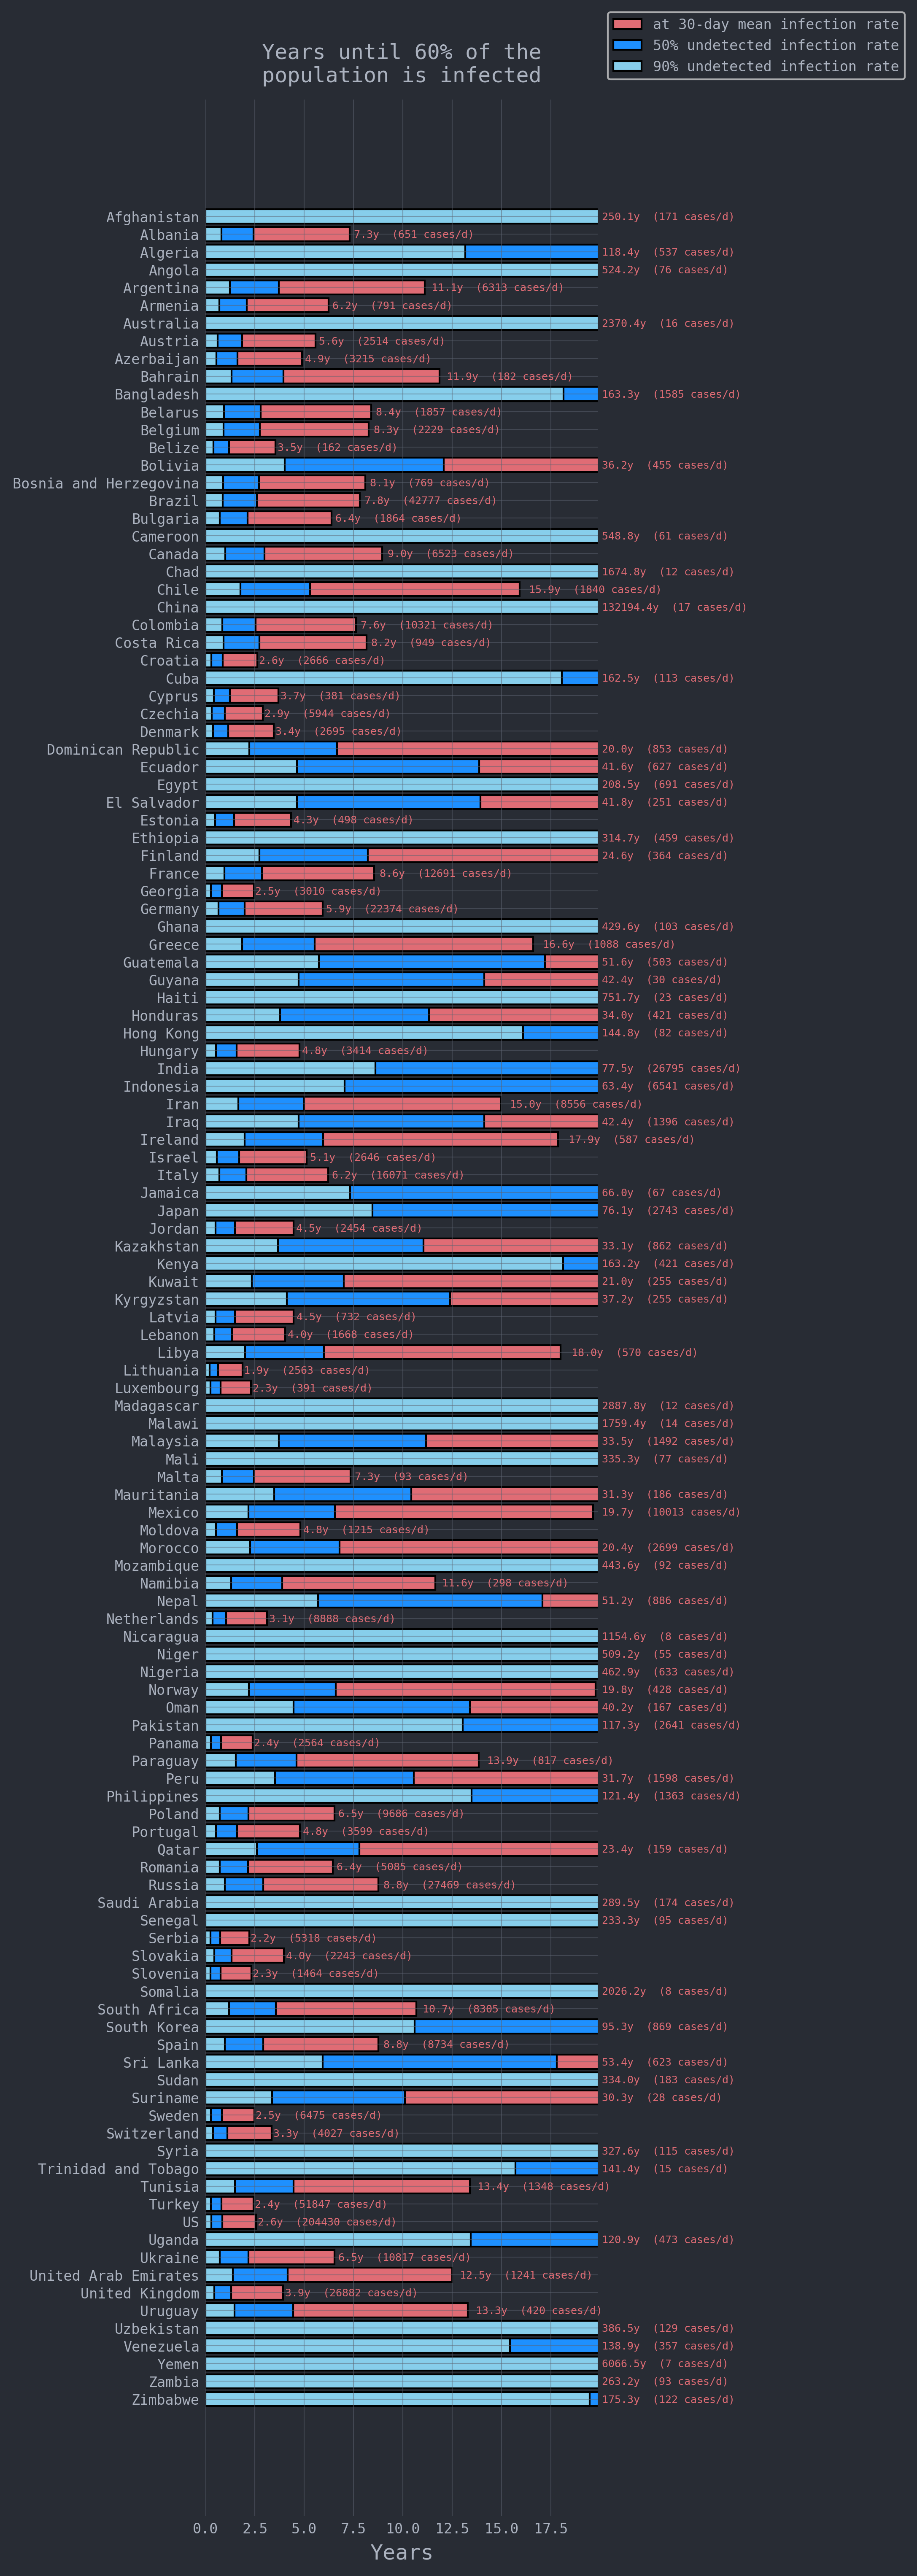 at 30-day mean infection rate
50% undetected infection rate
90% undetected infection rate
Years until 60% of the
population is infected
Afghanistan 250.1y (171 cases/d)
Albania 7.3y (651 cases/d)
Algeria 118.4y (537 cases/d)
Angola 524.2y (76 cases/d)
Argentina 11.1y (6313 cases/d)
Armenia 6.2y (791 cases/d)
Australia 2370.4y (16 cases/d)
Austria 5.6y (2514 cases/d)
Azerbaijan 4.9y (3215 cases/d)
Bahrain 11.9y (182 cases/d)
Bangladesh 163.3y (1585 cases/d)
Belarus 8.4y (1857 cases/d)
Belgium 8.3y (2229 cases/d)
Belize 3.5y (162 cases/d)
Bolivia 36.2y (455 cases/d)
Bosnia and Herzegovina 8.1y (769 cases/d)
Brazil 7.8y (42777 cases/d)
Bulgaria 6.4y (1864 cases/d)
Cameroon 548.8y (61 cases/d)
Canada 9.0y (6523 cases/d)
Chad 1674.8y (12 cases/d)
Chile 15.9y (1840 cases/d)
China 132194.4y (17 cases/d)
Colombia 7.6y (10321 cases/d)
Costa Rica 8.2y (949 cases/d)
Croatia 2.6y (2666 cases/d)
Cuba 162.5y (113 cases/d)
Cyprus 3.7y (381 cases/d)
Czechia 2.9y (5944 cases/d)
Denmark 3.4y (2695 cases/d)
Dominican Republic 20.0y (853 cases/d)
Ecuador 41.6y (627 cases/d)
Egypt 208.5y (691 cases/d)
El Salvador 41.8y (251 cases/d)
Estonia 4.3y (498 cases/d)
Ethiopia 314.7y (459 cases/d)
Finland 24.6y (364 cases/d)
France 8.6y (12691 cases/d)
Georgia 2.5y (3010 cases/d)
Germany 5.9y (22374 cases/d)
Ghana 429.6y (103 cases/d)
Greece 16.6y (1088 cases/d)
Guatemala 51.6y (503 cases/d)
Guyana 42.4y (30 cases/d)
Haiti 751.7y (23 cases/d)
Honduras 34.0y (421 cases/d)
Hong Kong 144.8y (82 cases/d)
Hungary 4.8y (3414 cases/d)
India 77.5y (26795 cases/d)
Indonesia 63.4y (6541 cases/d)
Iran 15.0y (8556 cases/d)
Iraq 42.4y (1396 cases/d)
Ireland 17.9y (587 cases/d)
Israel 5.1y (2646 cases/d)
Italy 6.2y (16071 cases/d)
Jamaica 66.0y (67 cases/d)
Japan 76.1y (2743 cases/d)
Jordan 4.5y (2454 cases/d)
Kazakhstan 33.1y (862 cases/d)
Kenya 163.2y (421 cases/d)
Kuwait 21.0y (255 cases/d)
Kyrgyzstan 37.2y (255 cases/d)
Latvia 4.5y (732 cases/d)
Lebanon 4.0y (1668 cases/d)
Libya 18.0y (570 cases/d)
Lithuania 1.9y (2563 cases/d)
Luxembourg 2.3y (391 cases/d)
Madagascar 2887.8y (12 cases/d)
Malawi 1759.4y (14 cases/d)
Malaysia 33.5y (1492 cases/d)
Mali 335.3y (77 cases/d)
Malta 7.3y (93 cases/d)
Mauritania 31.3y (186 cases/d)
Mexico 19.7y (10013 cases/d)
Moldova 4.8y (1215 cases/d)
Morocco 20.4y (2699 cases/d)
Mozambique 443.6y (92 cases/d)
Namibia 11.6y (298 cases/d)
Nepal 51.2y (886 cases/d)
Netherlands 3.1y (8888 cases/d)
Nicaragua 1154.6y (8 cases/d)
Niger 509.2y (55 cases/d)
Nigeria 462.9y (633 cases/d)
Norway 19.8y (428 cases/d)
Oman 40.2y (167 cases/d)
Pakistan 117.3y (2641 cases/d)
Panama 2.4y (2564 cases/d)
Paraguay 13.9y (817 cases/d)
Peru 31.7y (1598 cases/d)
Philippines 121.4y (1363 cases/d)
Poland 6.5y (9686 cases/d)
Portugal 4.8y (3599 cases/d)
Qatar 23.4y (159 cases/d)
Romania 6.4y (5085 cases/d)
Russia 8.8y (27469 cases/d)
Saudi Arabia 289.5y (174 cases/d)
Senegal 233.3y (95 cases/d)
Serbia 2.2y (5318 cases/d)
Slovakia 4.0y (2243 cases/d)
Slovenia 2.3y (1464 cases/d)
Somalia 2026.2y (8 cases/d)
South Africa 10.7y (8305 cases/d)
South Korea 95.3y (869 cases/d)
Spain 8.8y (8734 cases/d)
Sri Lanka 53.4y (623 cases/d)
Sudan 334.0y (183 cases/d)
Suriname 30.3y (28 cases/d)
Sweden 2.5y (6475 cases/d)
Switzerland 3.3y (4027 cases/d)
Syria 327.6y (115 cases/d)
Trinidad and Tobago 141.4y (15 cases/d)
Tunisia 13.4y (1348 cases/d)
Turkey 2.4y (51847 cases/d)
US 2.6y (204430 cases/d)
Uganda 120.9y (473 cases/d)
Ukraine 6.5y (10817 cases/d)
United Arab Emirates 12.5y (1241 cases/d)
United Kingdom 3.9y (26882 cases/d)
Uruguay 13.3y (420 cases/d)
Uzbekistan 386.5y (129 cases/d)
Venezuela 138.9y (357 cases/d)
Yemen 6066.5y (7 cases/d)
Zambia 263.2y (93 cases/d)
Zimbabwe 175.3y (122 cases/d)
0.0 2.5 5.0 7.5 10.0 12.5 15.0 17.5
Years